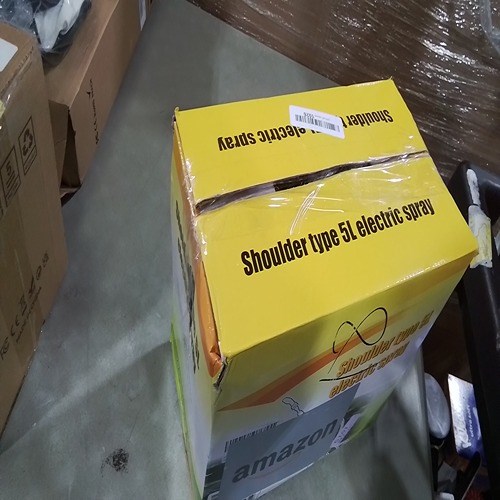 Shoulder type 5L electric spray
Shoulder type 5L electric spray
Shoulder type 5L
electric spray
amazon